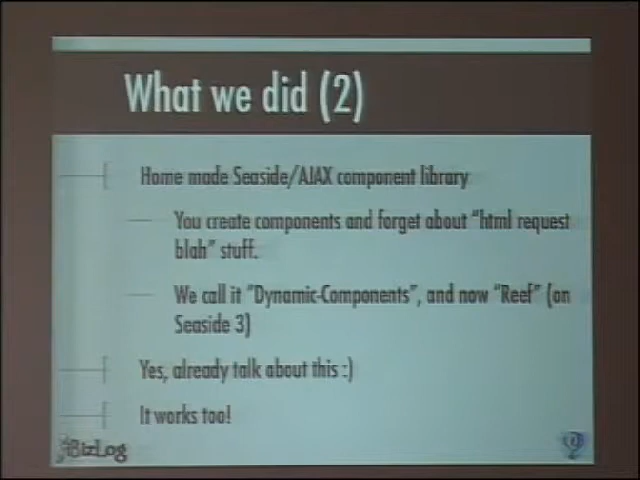 What we did (2)
Home made Seaside/AJAX component library
You create components and forget about "html request
blah" stuff.
We call it "Dynamic-Components", and now "Reef" (on
Seaside 3)
Yes, already talk about this :)
It works too!
BizLog